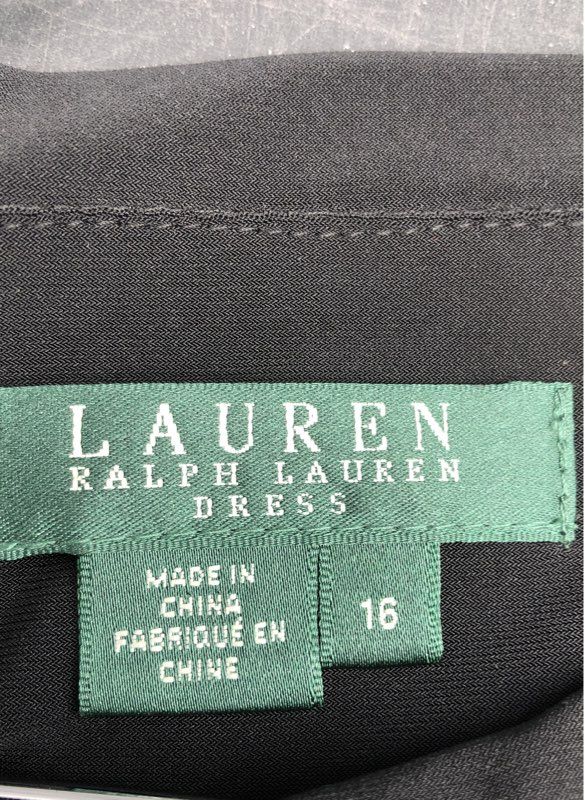 LAUREN
RALPH LAUREN
DRESS
MADE IN
CHINA
FABRIQUÉ EN
CHINE
16